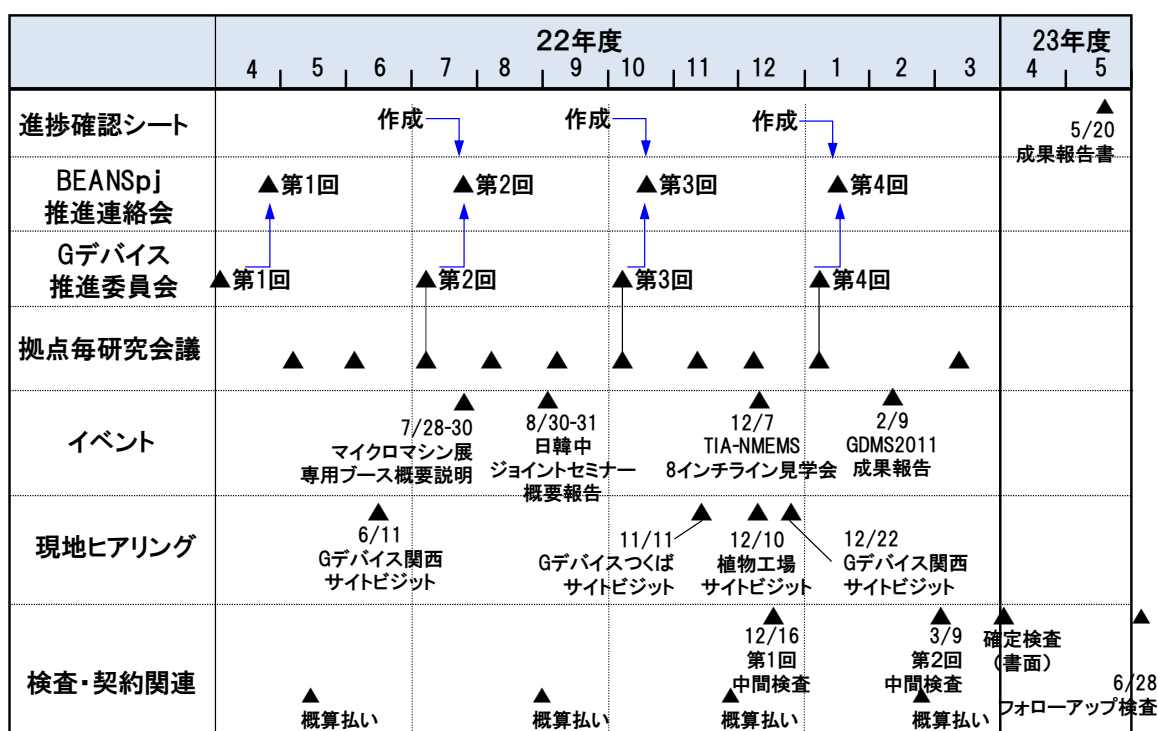 22年度
23年度
4 5 6 7 8 9 10 11 12 1 2 3 4 5
進捗確認シート
作成
作成
作成
5/20
成果報告書
BEANSpj
推進連絡会
▲第1回
▲第2回
▲第3回
▲第4回
Gデバイス
推進委員会
▲第1回
▲第2回
▲第3回
▲第4回
拠点毎研究会議
イベント
7/28-30
マイクロマシン展
専用ブース概要説明
8/30-31
日韓中
ジョイントセミナー
概要報告
12/7
TIA-NMEMS
8インチライン見学会
2/9
GDMS2011
成果報告
現地ヒアリング
6/11
Gデバイス関西
サイトビジット
11/11
Gデバイスつくば
サイトビジット
12/10
植物工場
サイトビジット
12/22
Gデバイス関西
サイトビジット
検査・契約関連
12/16
第1回
中間検査
3/9
第2回
中間検査
確定検査
(書面)
6/28
フォローアップ検査
概算払い
概算払い
概算払い
概算払い